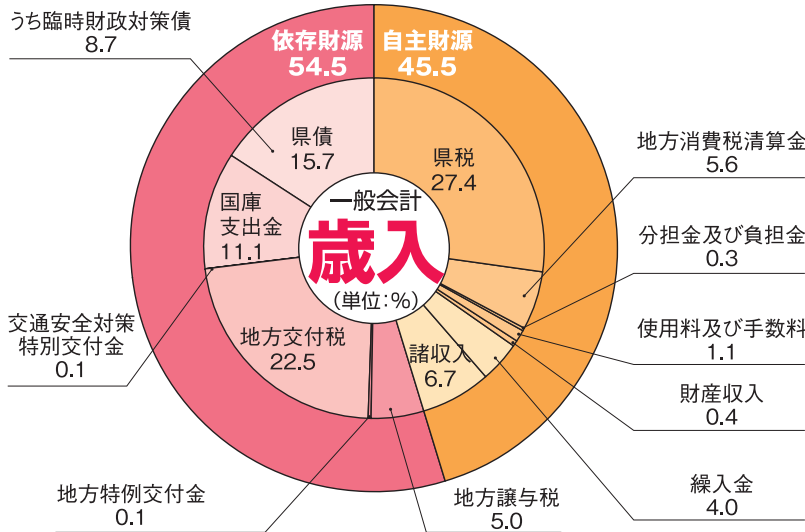 うち臨時財政対策債
8.7
依存財源
54.5
自主財源
45.5
県債
15.7
県税
27.4
地方消費税清算金
5.6
国庫
支出金
11.1
一般会計
歳入
(単位:%)
分担金及び負担金
0.3
交通安全対策
特別交付金
0.1
地方交付税
22.5
諸収入
6.7
使用料及び手数料
1.1
財産収入
0.4
地方特例交付金
0.1
地方譲与税
5.0
繰入金
4.0